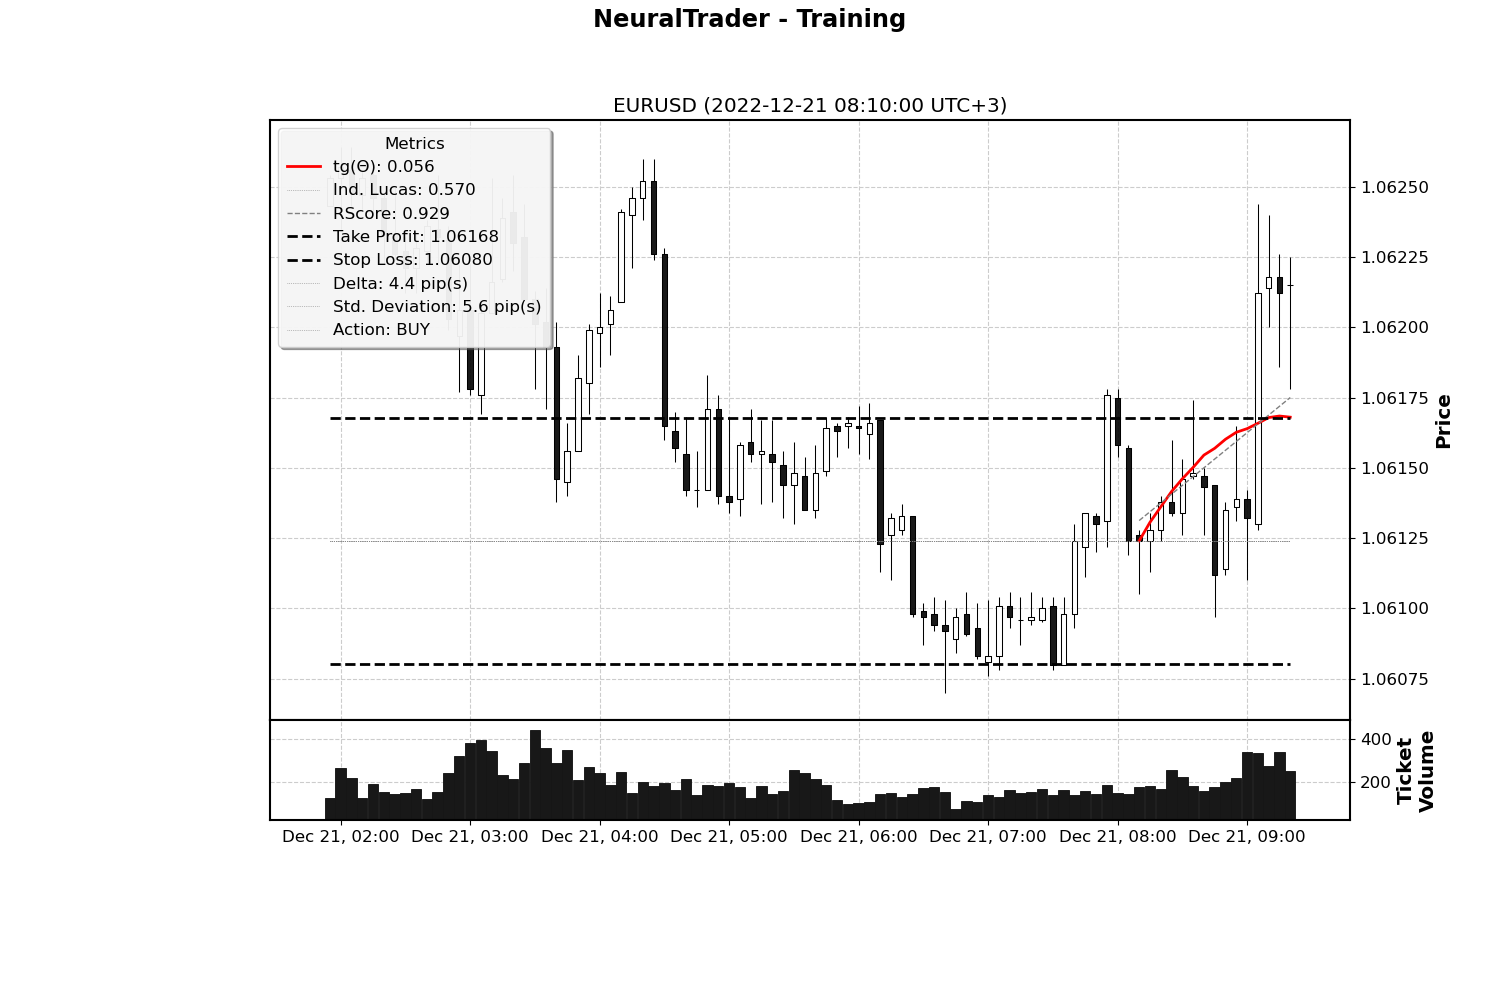 NeuralTrader - Training
EURUSD (2022-12-21 08:10:00 UTC+3)
Metrics
tg(Θ): 0.056
Ind. Lucas: 0.570
RScore: 0.929
Take Profit: 1.06168
Stop Loss: 1.06080
Delta: 4.4 pip(s)
Std. Deviation: 5.6 pip(s)
Action: BUY
1.06250
1.06225
1.06200
1.06175
1.06150
1.06125
1.06100
1.06075
Price
400
200
Ticket
Volume
Dec 21, 02:00 Dec 21, 03:00 Dec 21, 04:00 Dec 21, 05:00 Dec 21, 06:00 Dec 21, 07:00 Dec 21, 08:00 Dec 21, 09:00